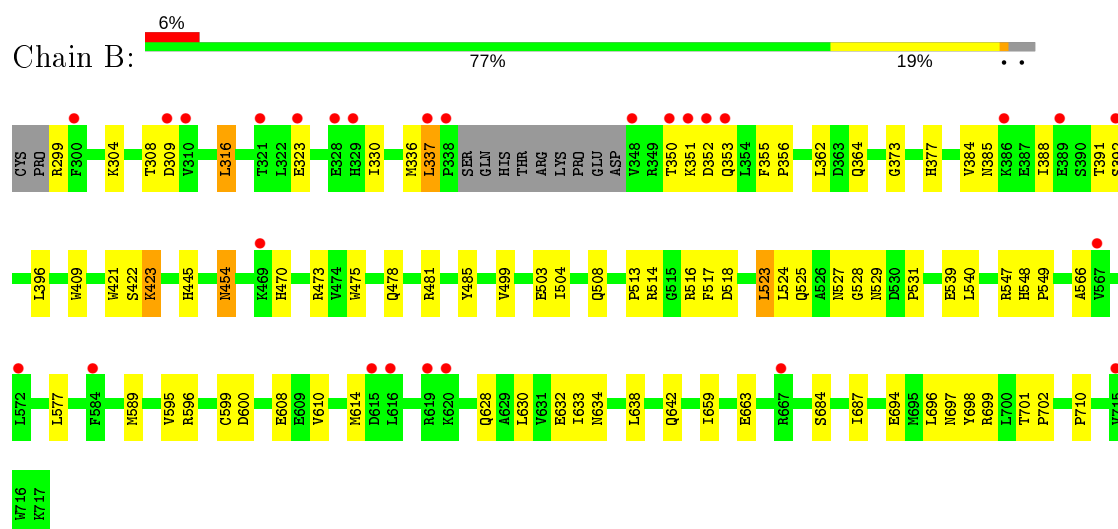 6%
Chain B:
77% 19% • •
CYS PRO R299 F300 K304 T308 D309 V310 L316 T321 L322 E323 E328 H329 I330 M336 L337 P338 SER GLN HIS THR ARG LYS PRO GLU ASP V348 R349 T350 K351 D352 Q353 L354 F355 P356 L362 D363 Q364 G373 H377 V384 N385 K386 E387 I388 E389 S390 T391 S392
L396 W409 W421 S422 K423 H445 N454 K469 H470 R473 V474 W475 Q478 R481 Y485 V499 E503 I504 Q508 P513 R514 G515 R516 F517 D518 L523 L524 Q525 A526 N527 G528 N529 D530 P531 E539 L540 R547 H548 P549 A566 V567
L572 L577 F584 M589 V595 R596 C599 D600 E608 E609 V610 M614 D615 L616 R619 K620 Q628 A629 L630 V631 E632 I633 N634 L638 Q642 I659 E663 R667 S684 I687 E694 M695 L696 N697 Y698 R699 L700 T701 P702 P710 V715
W716 K717